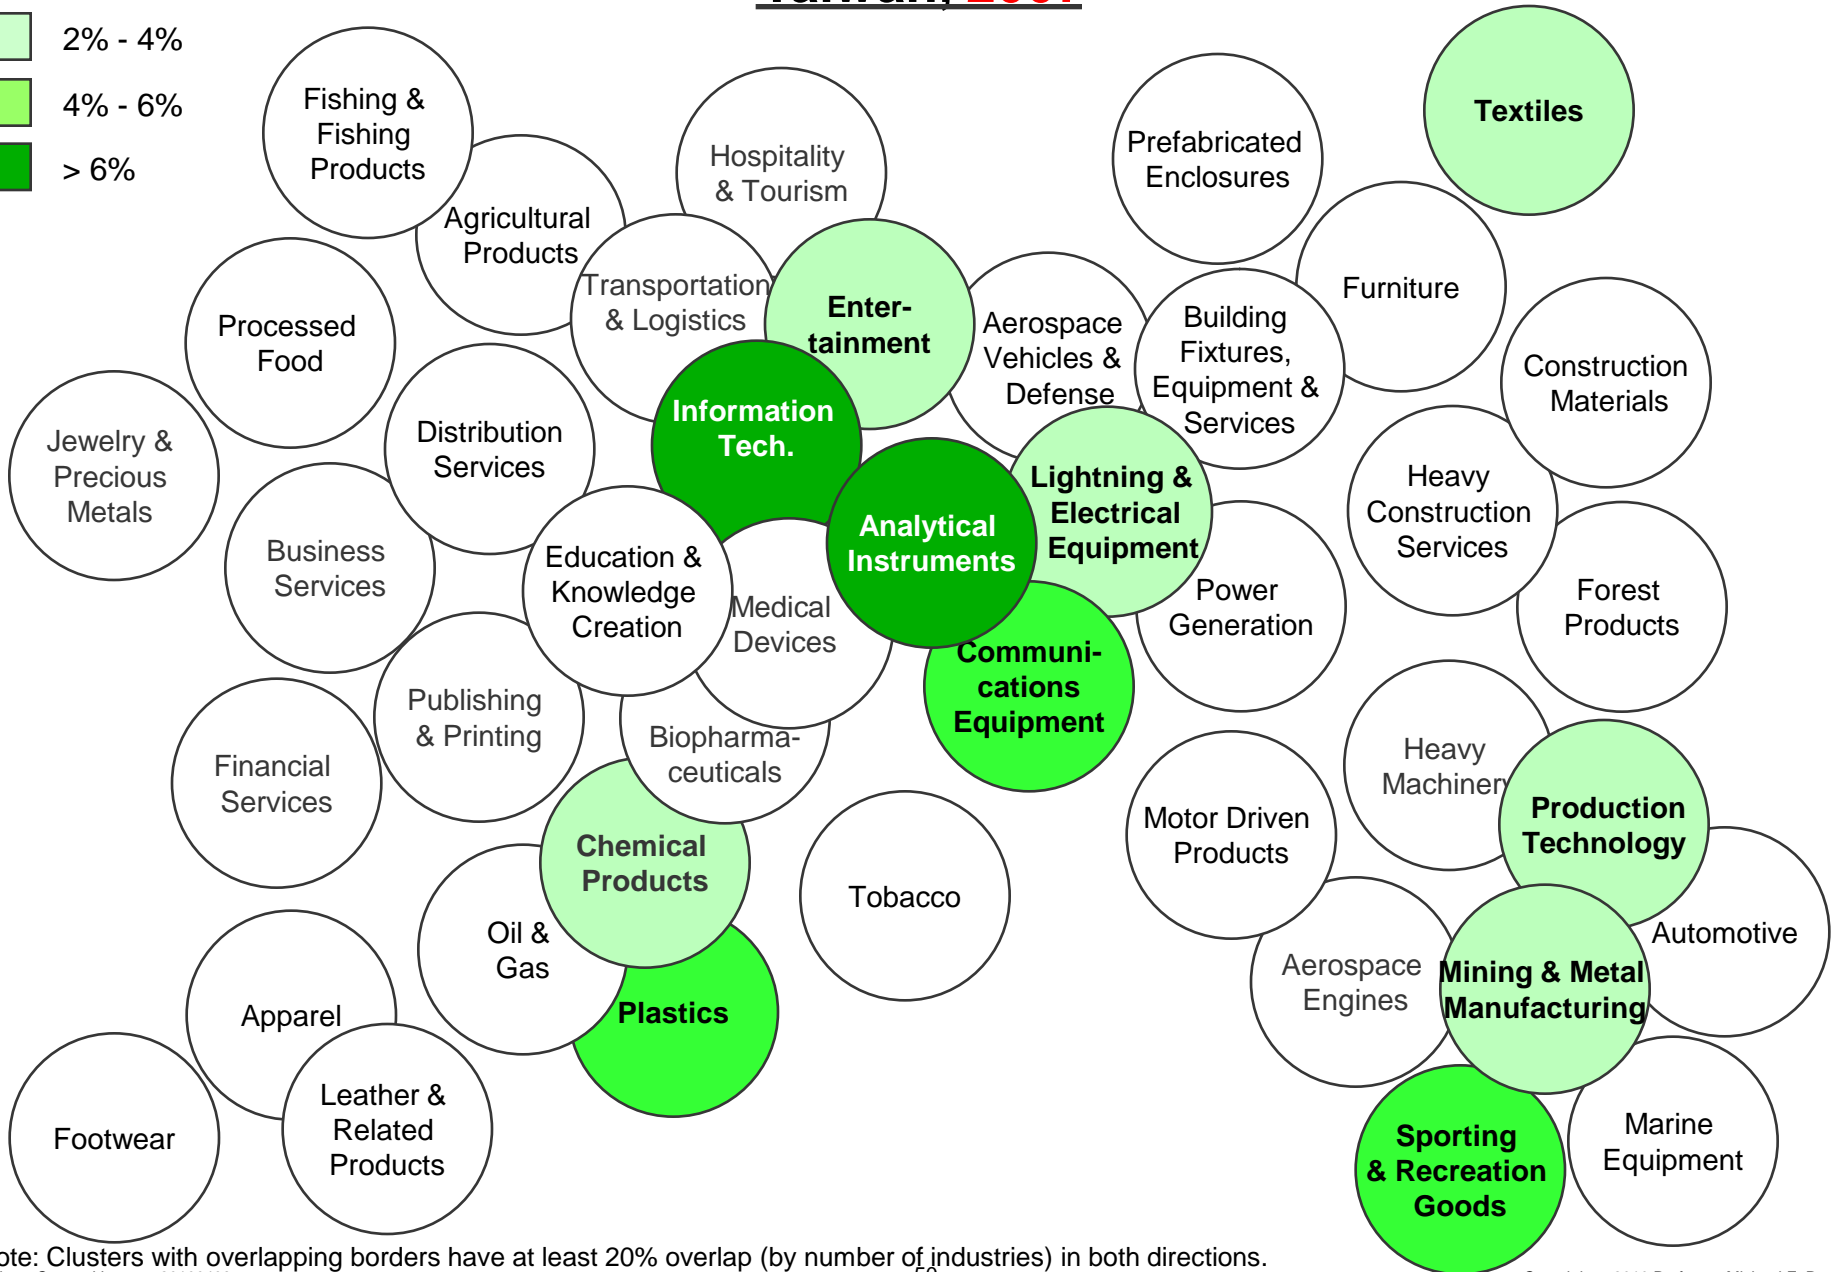 2% - 4%
4% - 6%
> 6%
Fishing &
Fishing
Products
Agricultural
Products
Hospitality
& Tourism
Prefabricated
Enclosures
Textiles
Transportation
& Logistics
Enter-
tainment
Furniture
Processed
Food
Aerospace
Vehicles &
Defense
Building
Fixtures,
Equipment &
Services
Construction
Materials
Jewelry &
Precious
Metals
Distribution
Services
Information
Tech.
Lightning &
Electrical
Equipment
Heavy
Construction
Services
Business
Services
Education &
Knowledge
Creation
Medical
Devices
Analytical
Instruments
Power
Generation
Forest
Products
Communi-
cations
Equipment
Publishing
& Printing
Biopharma-
ceuticals
Financial
Services
Heavy
Machinery
Motor Driven
Products
Production
Technology
Chemical
Products
Tobacco
Oil &
Gas
Automotive
Aerospace
Engines
Mining & Metal
Manufacturing
Plastics
Apparel
Footwear
Leather &
Related
Products
Sporting
& Recreation
Goods
Marine
Equipment
Clusters with overlapping borders have at least 20% overlap (by number of industries) in both directions.